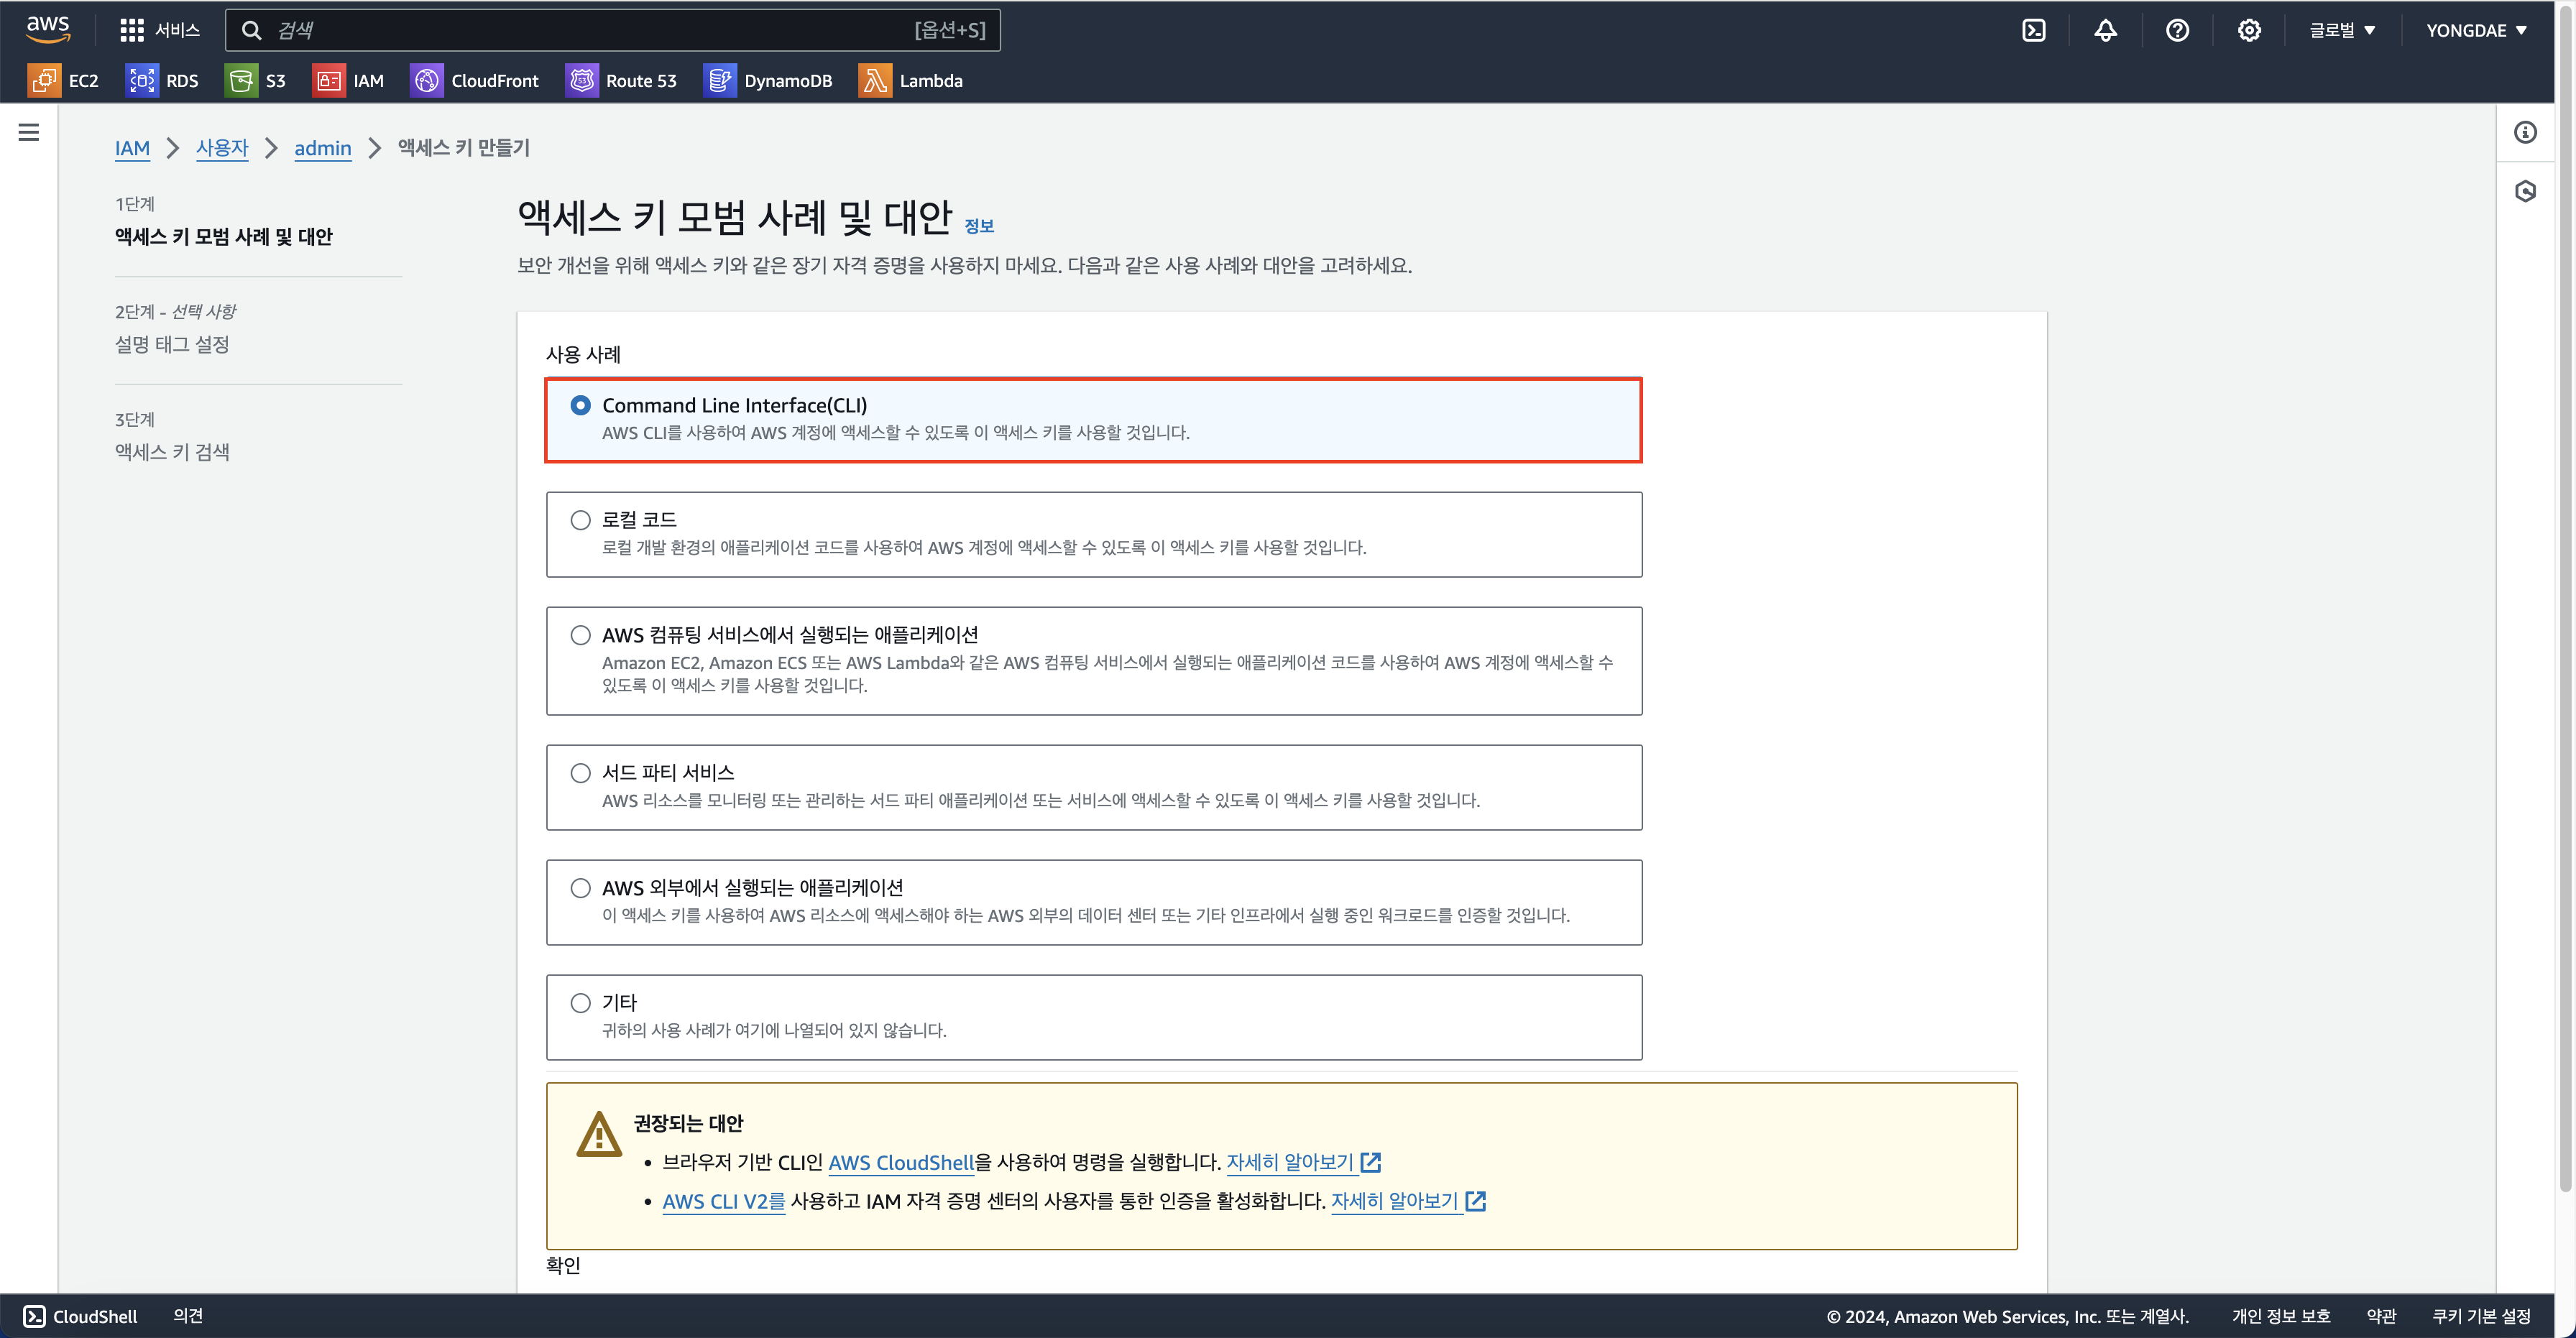 aws
서비스
검색
[옵션+S]
글로벌 ▼
YONGDAE ▼
EC2 RDS S3 IAM CloudFront Route 53 DynamoDB Lambda
IAM > 사용자 > admin > 액세스 키 만들기
1단계
액세스 키 모범 사례 및 대안
2단계 - 선택 사항
설명 태그 설정
3단계
액세스 키 검색
액세스 키 모범 사례 및 대안 정보
보안 개선을 위해 액세스 키와 같은 장기 자격 증명을 사용하지 마세요. 다음과 같은 사용 사례와 대안을 고려하세요.
사용 사례
Command Line Interface(CLI)
AWS CLI를 사용하여 AWS 계정에 액세스할 수 있도록 이 액세스 키를 사용할 것입니다.
로컬 코드
로컬 개발 환경의 애플리케이션 코드를 사용하여 AWS 계정에 액세스할 수 있도록 이 액세스 키를 사용할 것입니다.
AWS 컴퓨팅 서비스에서 실행되는 애플리케이션
Amazon EC2, Amazon ECS 또는 AWS Lambda와 같은 AWS 컴퓨팅 서비스에서 실행되는 애플리케이션 코드를 사용하여 AWS 계정에 액세스할 수
있도록 이 액세스 키를 사용할 것입니다.
서드 파티 서비스
AWS 리소스를 모니터링 또는 관리하는 서드 파티 애플리케이션 또는 서비스에 액세스할 수 있도록 이 액세스 키를 사용할 것입니다.
AWS 외부에서 실행되는 애플리케이션
이 액세스 키를 사용하여 AWS 리소스에 액세스해야 하는 AWS 외부의 데이터 센터 또는 기타 인프라에서 실행 중인 워크로드를 인증할 것입니다.
기타
귀하의 사용 사례가 여기에 나열되어 있지 않습니다.
권장되는 대안
• 브라우저 기반 CLI인 AWS CloudShell을 사용하여 명령을 실행합니다. 자세히 알아보기
• AWS CLI V2를 사용하고 IAM 자격 증명 센터의 사용자를 통한 인증을 활성화합니다. 자세히 알아보기
확인
CloudShell
의견
© 2024, Amazon Web Services, Inc. 또는 계열사.
개인 정보 보호
약관
쿠키 기본 설정